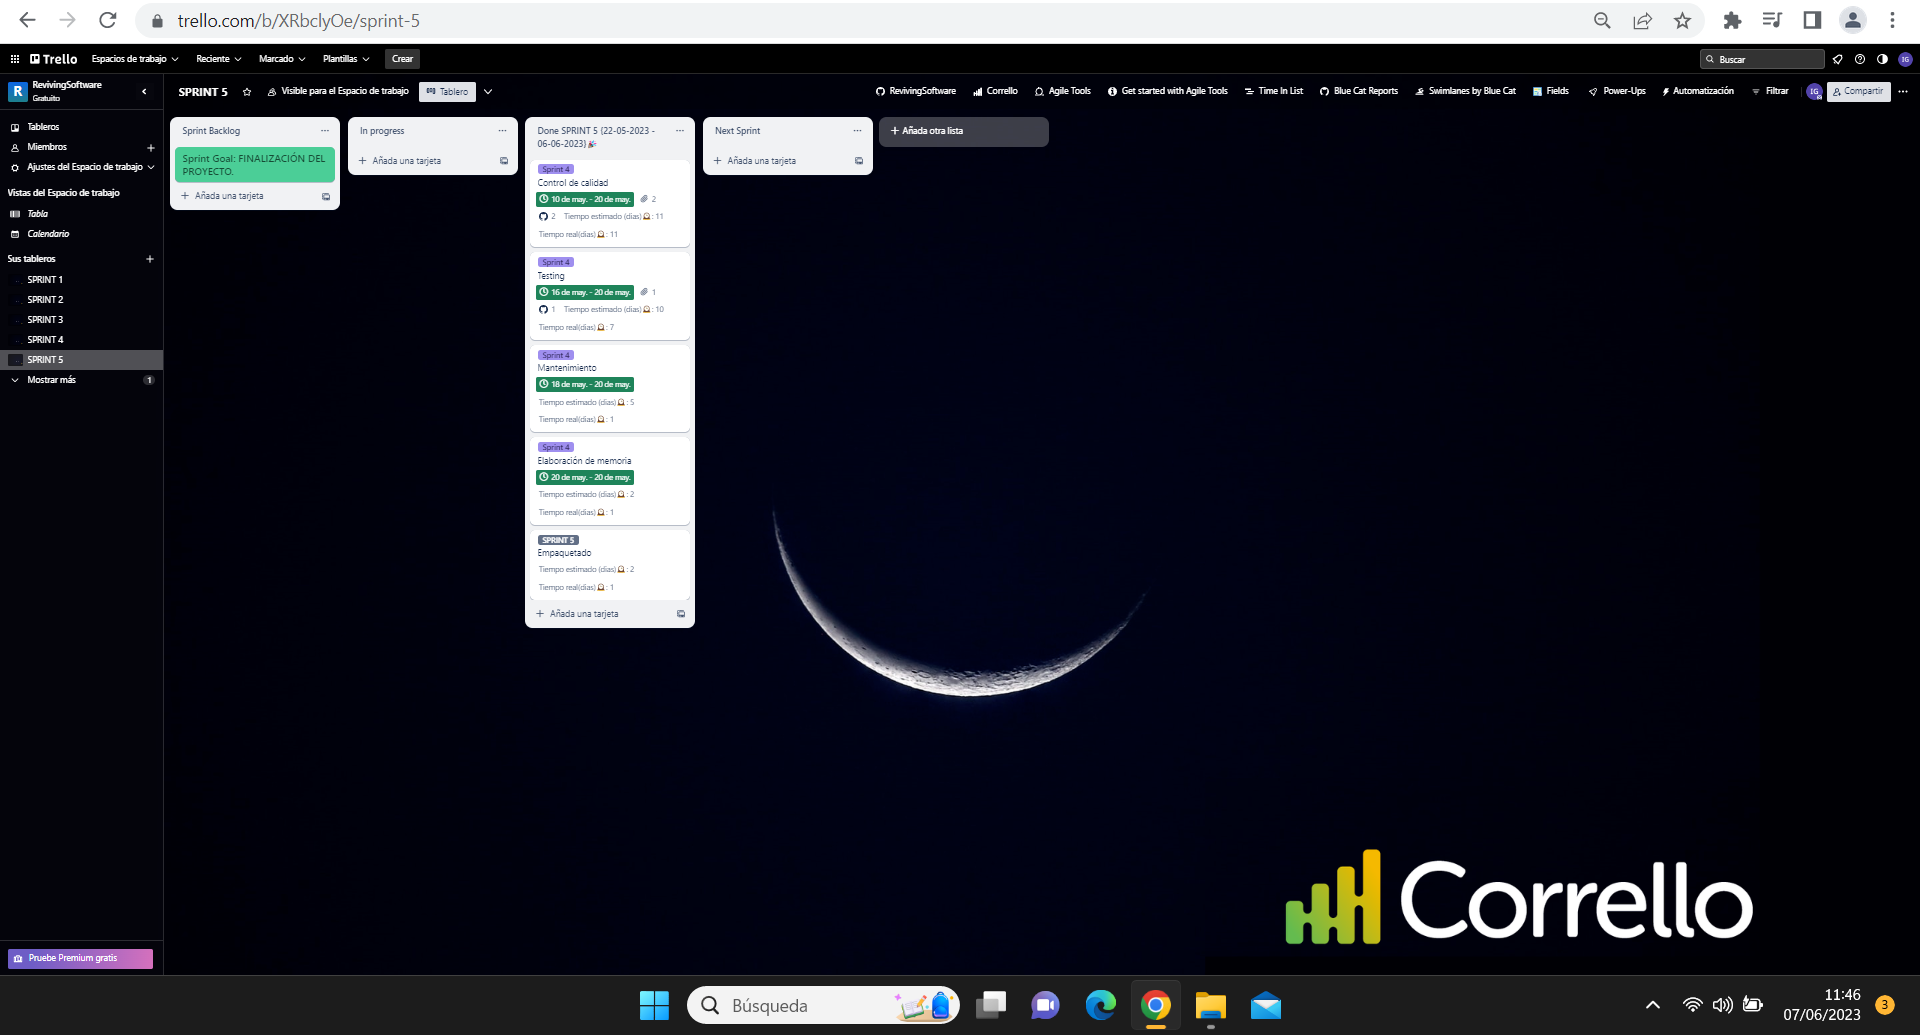 trello.com/b/XRbclyOe/sprint-5
Trello
Espacios de trabajo
Reciente
Marcado
Plantillas
Crear
Buscar
IG
R
RevivingSoftware
Gratuito
SPRINT 5
Visible para el Espacio de trabajo
Tablero
RevivingSoftware
Corrello
Agile Tools
Get started with Agile Tools
Time In List
Blue Cat Reports
Swimlanes by Blue Cat
Fields
Power-Ups
Automatización
Filtrar
IG
Compartir
Tableros
Miembros
Ajustes del Espacio de trabajo
Vistas del Espacio de trabajo
Tabla
Calendario
Sus tableros
SPRINT 1
SPRINT 2
SPRINT 3
SPRINT 4
SPRINT 5
Mostrar más
1
Pruebe Premium gratis
Sprint Backlog
Sprint Goal: FINALIZACIÓN DEL
PROYECTO.
Añada una tarjeta
In progress
Añada una tarjeta
Done SPRINT 5 (22-05-2023 -
06-06-2023)🎉
Sprint 4
Control de calidad
10 de may. - 20 de may.
2
2 Tiempo estimado (días)🕰: 11
Tiempo real(días)🕰: 11
Sprint 4
Testing
16 de may. - 20 de may.
1
1 Tiempo estimado (días)🕰: 10
Tiempo real(días)🕰: 7
Sprint 4
Mantenimiento
18 de may. - 20 de may.
Tiempo estimado (días)🕰: 5
Tiempo real(días)🕰: 1
Sprint 4
Elaboración de memoria
20 de may. - 20 de may.
Tiempo estimado (días)🕰: 2
Tiempo real(días)🕰: 1
SPRINT 5
Empaquetado
Tiempo estimado (días)🕰: 2
Tiempo real(días)🕰: 1
Añada una tarjeta
Next Sprint
Añada una tarjeta
Añada otra lista
Corrello
Búsqueda
11:46
07/06/2023
3